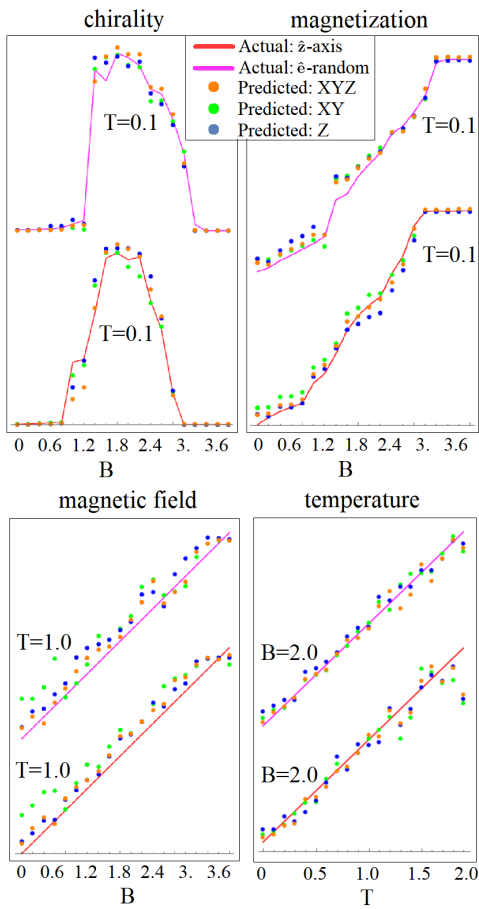 chirality
magnetization
Actual: ẑ-axis
Actual: ê-random
Predicted: XYZ
Predicted: XY
Predicted: Z
T=0.1
T=0.1
T=0.1
T=0.1
0 0.6 1.2 1.8 2.4 3. 3.6
B
0 0.6 1.2 1.8 2.4 3. 3.6
B
magnetic field
temperature
T=1.0
T=1.0
B=2.0
B=2.0
0 0.6 1.2 1.8 2.4 3. 3.6
B
0 0.5 1.0 1.5 2.0
T